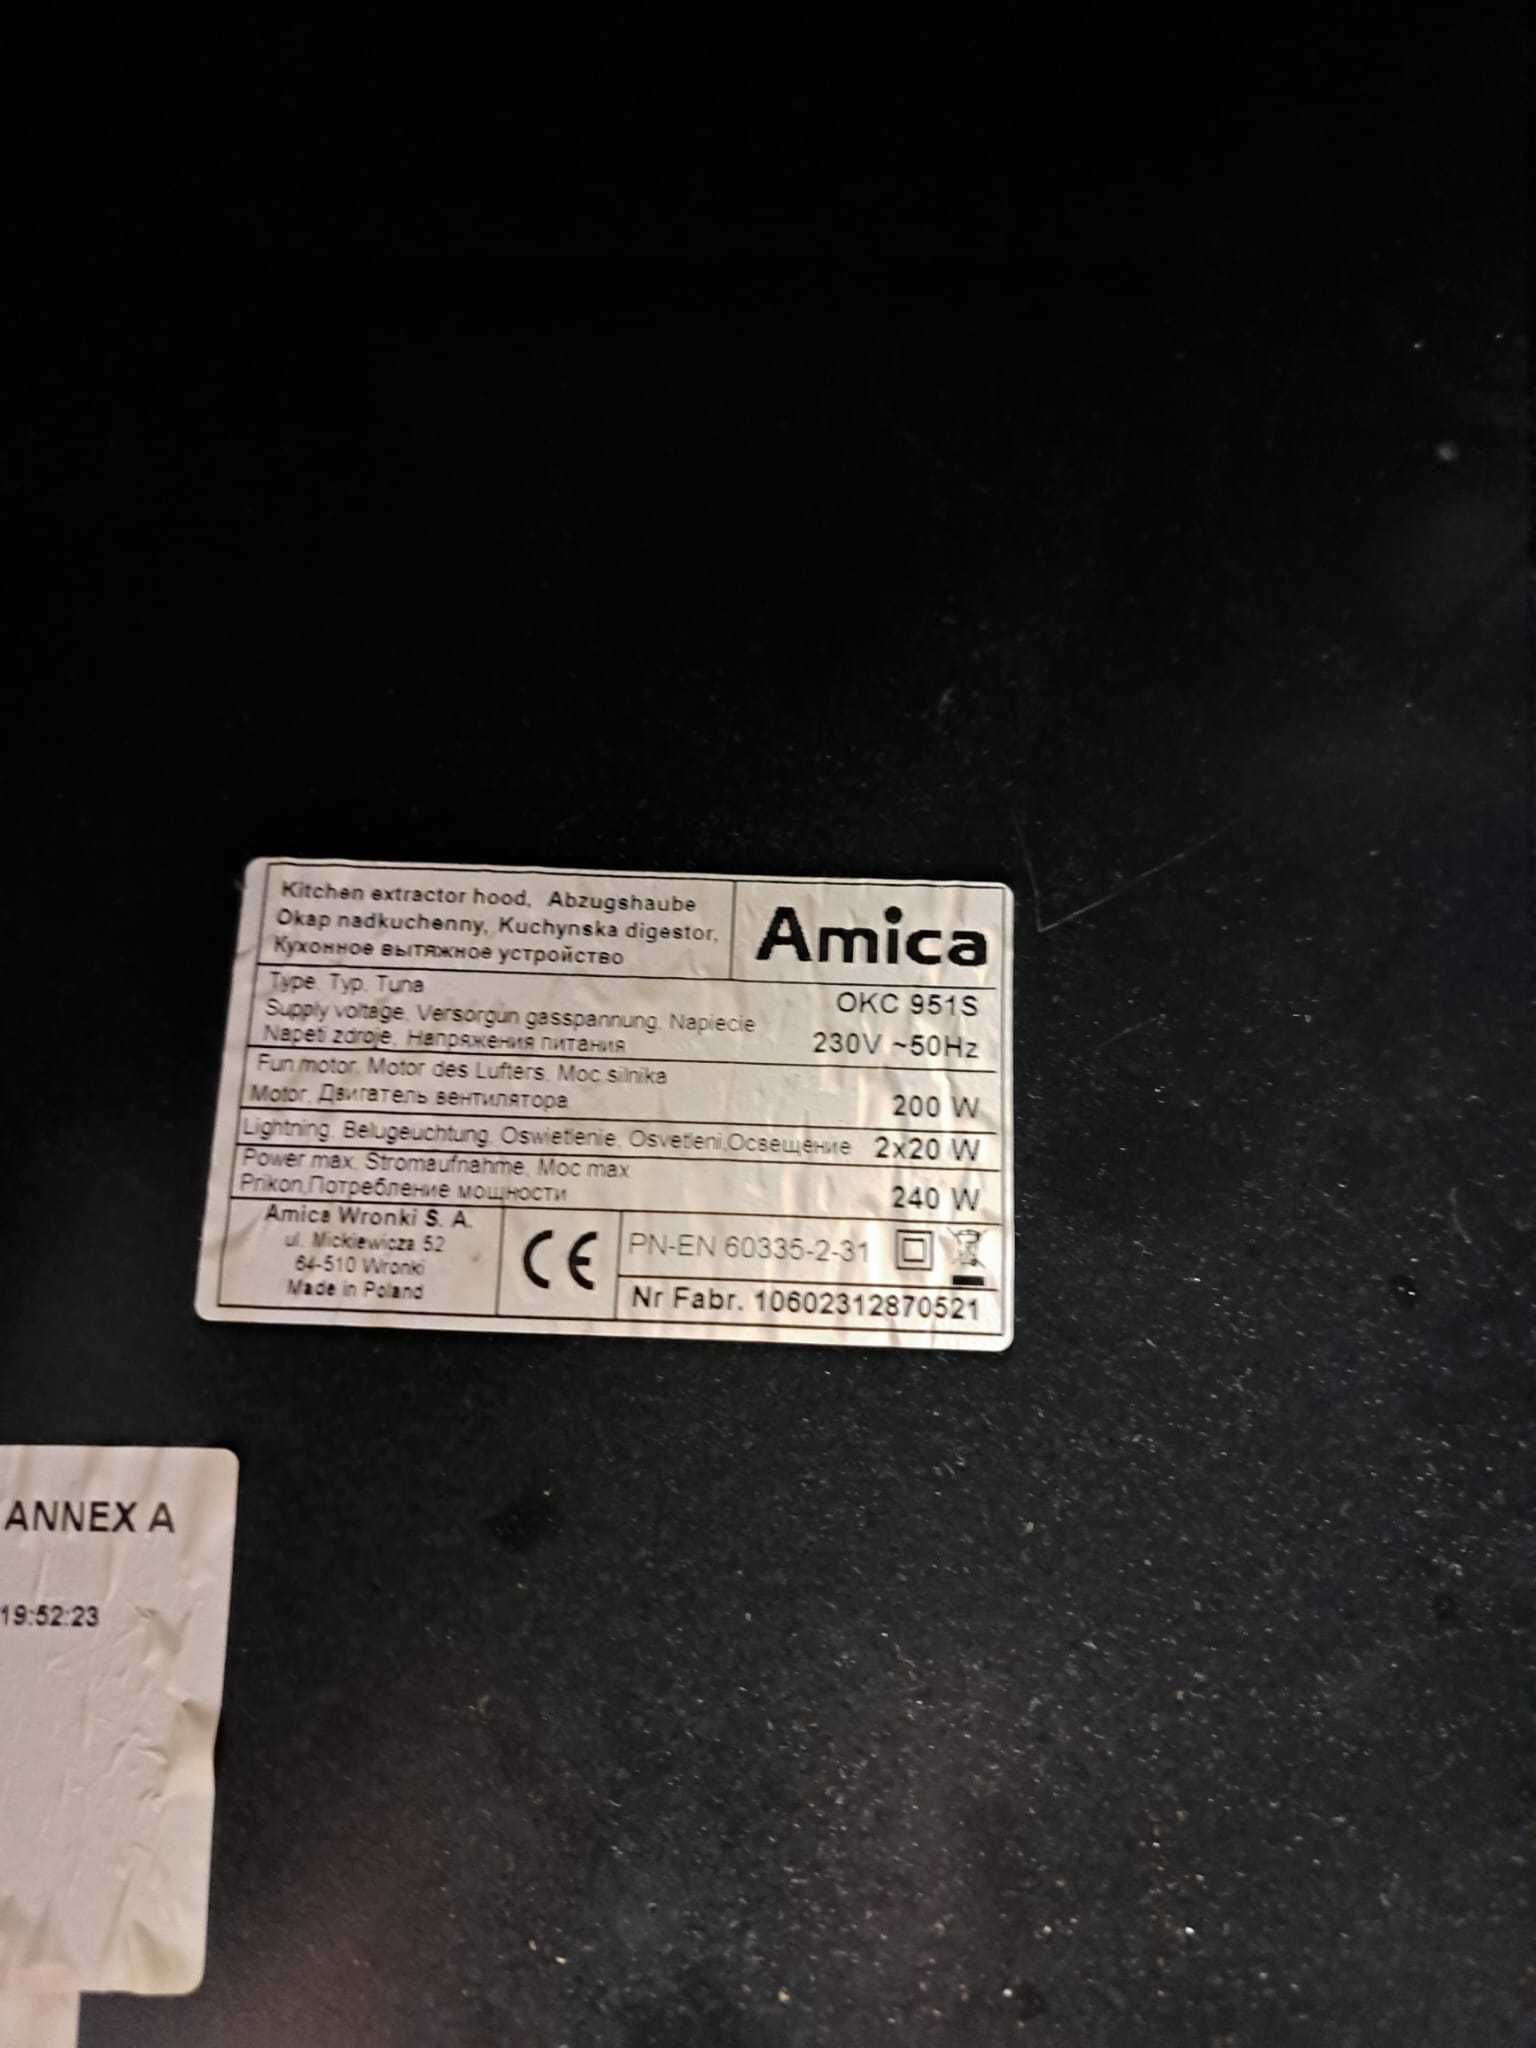 Kitchen extractor hood, Abzugshaube
Okap nadkuchenny, Kuchynska digestor,
Кухонное вытяжное устройство
Amica
Type, Typ, Tuna
OKC 951S
Supply voltage, Versorgun gasspannung, Napiecie
Napeti zdroje, Напряжения питания
230V ~50Hz
Fun motor, Motor des Lufters, Moc silnika
Motor, Двигатель вентилятора
200 W
Lightning, Belugeuchtung, Oswietlenie, Osvetleni,Освещение 2x20 W
Power max, Stromaufnahme, Moc max
Prikon,Потребление мощности
240 W
Amica Wronki S. A.
ul. Mickiewicza 52
64-510 Wronki
Made in Poland
CE
PN-EN 60335-2-31
Nr Fabr. 10602312870521
ANNEX A
19:52:23